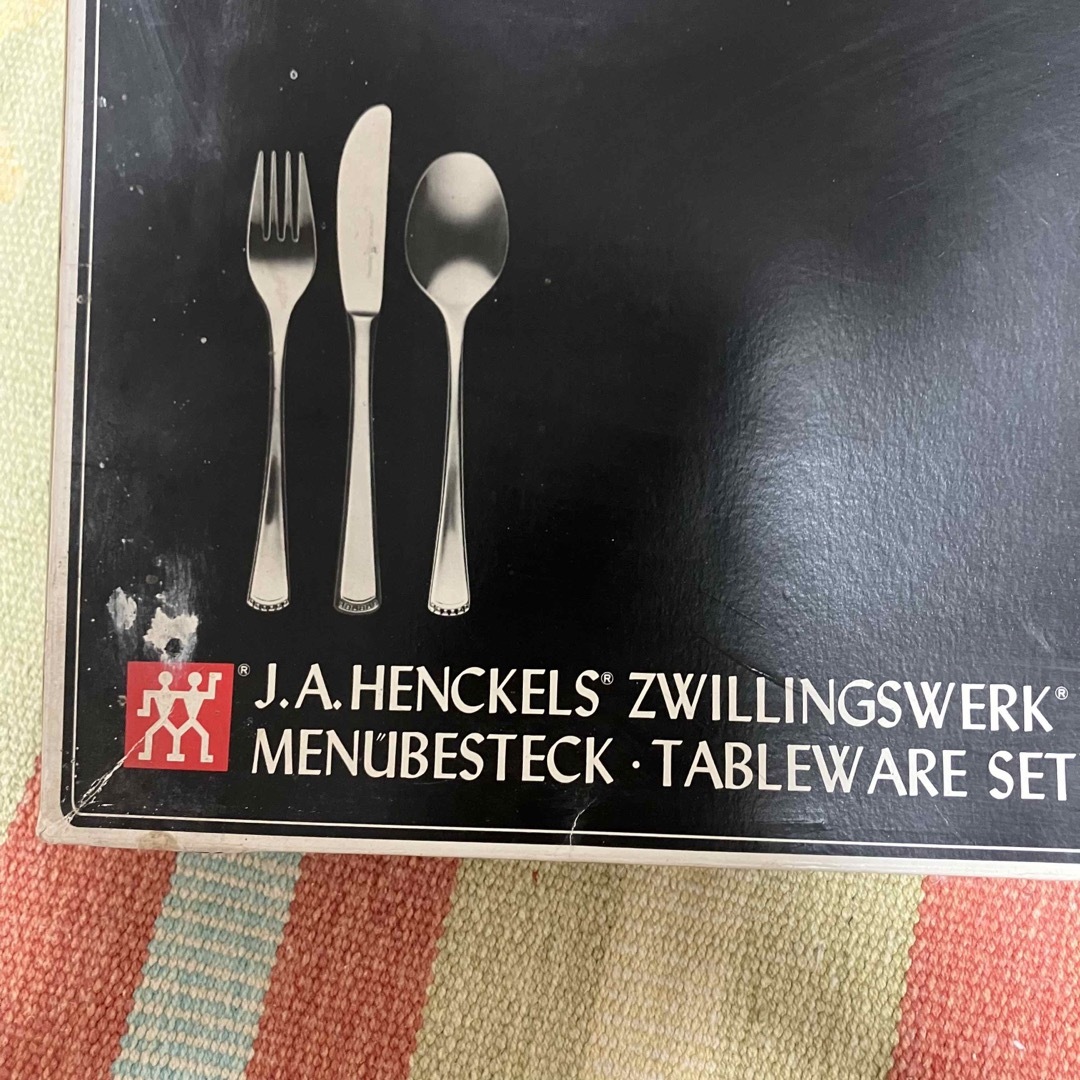 ® J.A. HENCKELS® ZWILLINGSWERK®
MENÜBESTECK · TABLEWARE SET